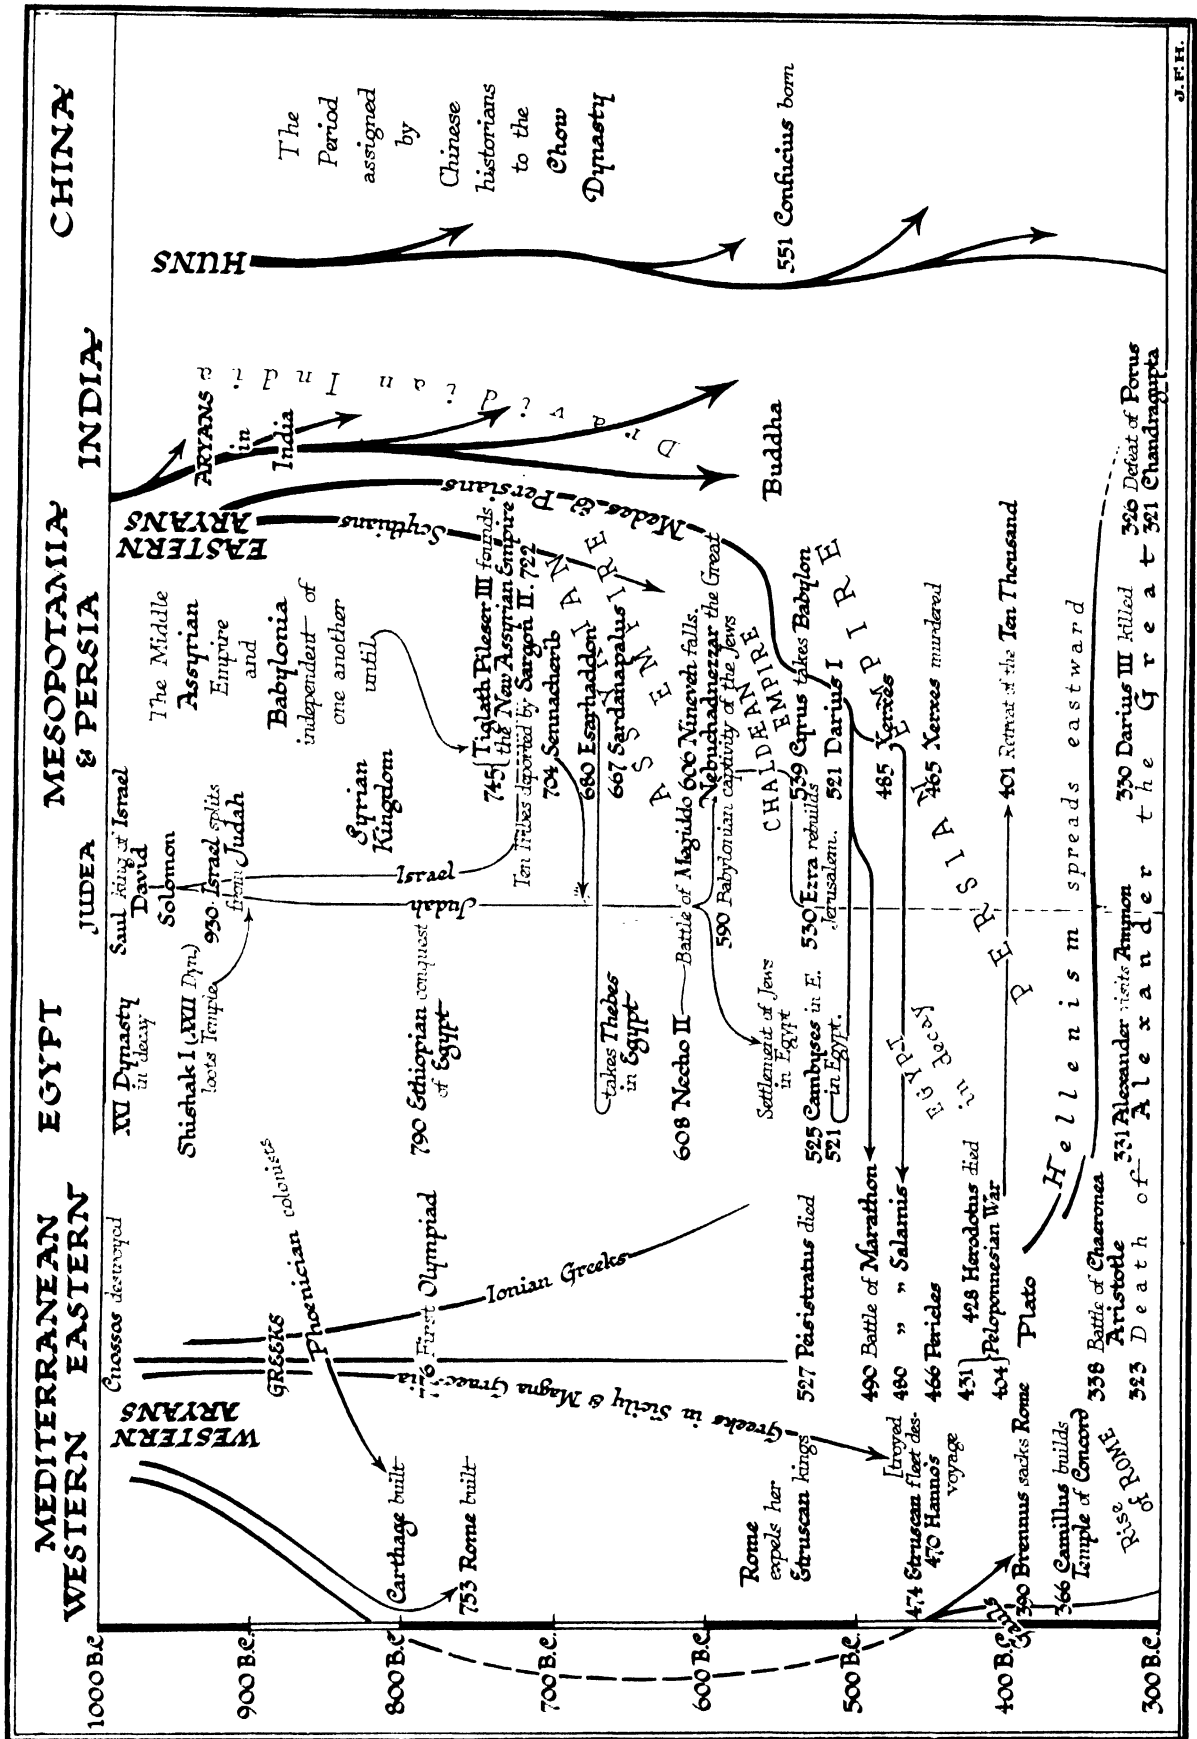 MEDITERRANEAN
WESTERN EASTERN
EGYPT
JUDEA
MESOPOTAMIA
& PERSIA
INDIA
CHINA
1000 B.C.
900 B.C.
800 B.C.
700 B.C.
600 B.C.
500 B.C.
400 B.C.
300 B.C.
WESTERN
ARYANS
Carthage built
753 Rome built
Rome
expels her
Etruscan kings
[troyed
474 Etruscan fleet des-
470 Hanno's
voyage
Gauls
390 Brennus sacks Rome
366 Camillus builds
Temple of Concord
Rise of ROME
Cnossos destroyed
GREEKS
Phoenician colonists
776 First Olympiad
Ionian Greeks
Greeks in Sicily & Magna Graecia
527 Peisistratus died
490 Battle of Marathon
480 " " Salamis
466 Pericles
428 Herodotus died
431
404 } Peloponnesian War
Plato
338 Battle of Chaeronea
Aristotle
323 Death of Alexander the Great
XXI Dynasty
in decay
Shishak I (XXII Dyn.)
loots Temple
790 Ethiopian conquest
of Egypt
takes Thebes
in Egypt
608 Necho II
Settlement of Jews
in Egypt
525 Cambyses in E.
521
in Egypt.
EGYPT
in decay
Hellenism spreads eastward
331 Alexander visits Ammon
Saul king of Israel
David
Solomon
930 Israel splits
from Judah
Israel
Judah
Syrian
Kingdom
Ten Tribes deported by Sargon II. 722
Battle of Magiddo
590 Babylonian captivity of the Jews
530 Ezra rebuilds
Jerusalem.
The Middle
Assyrian
Empire
and
Babylonia
independent of
one another
until
745 { Tiglath Pileser III founds
the New Assyrian Empire
704 Sennacherib
680 Esarhaddon
667 Sardanapalus
ASSYRIAN
EMPIRE
606 Nineveh falls.
Nebuchadnezzar the Great
CHALDÆAN
EMPIRE
539 Cyrus takes Babylon
521 Darius I
485 Xerxes
465 Xerxes murdered
PERSIAN EMPIRE
401 Retreat of the Ten Thousand
330 Darius III killed
EASTERN
ARYANS
Scythians
Medes & Persians
ARYANS
in
India
Dravidian India
Buddha
326 Defeat of Porus
321 Chandragupta
HUNS
The
Period
assigned
by
Chinese
historians
to the
Chow
Dynasty
551 Confucius born
J.F.H.